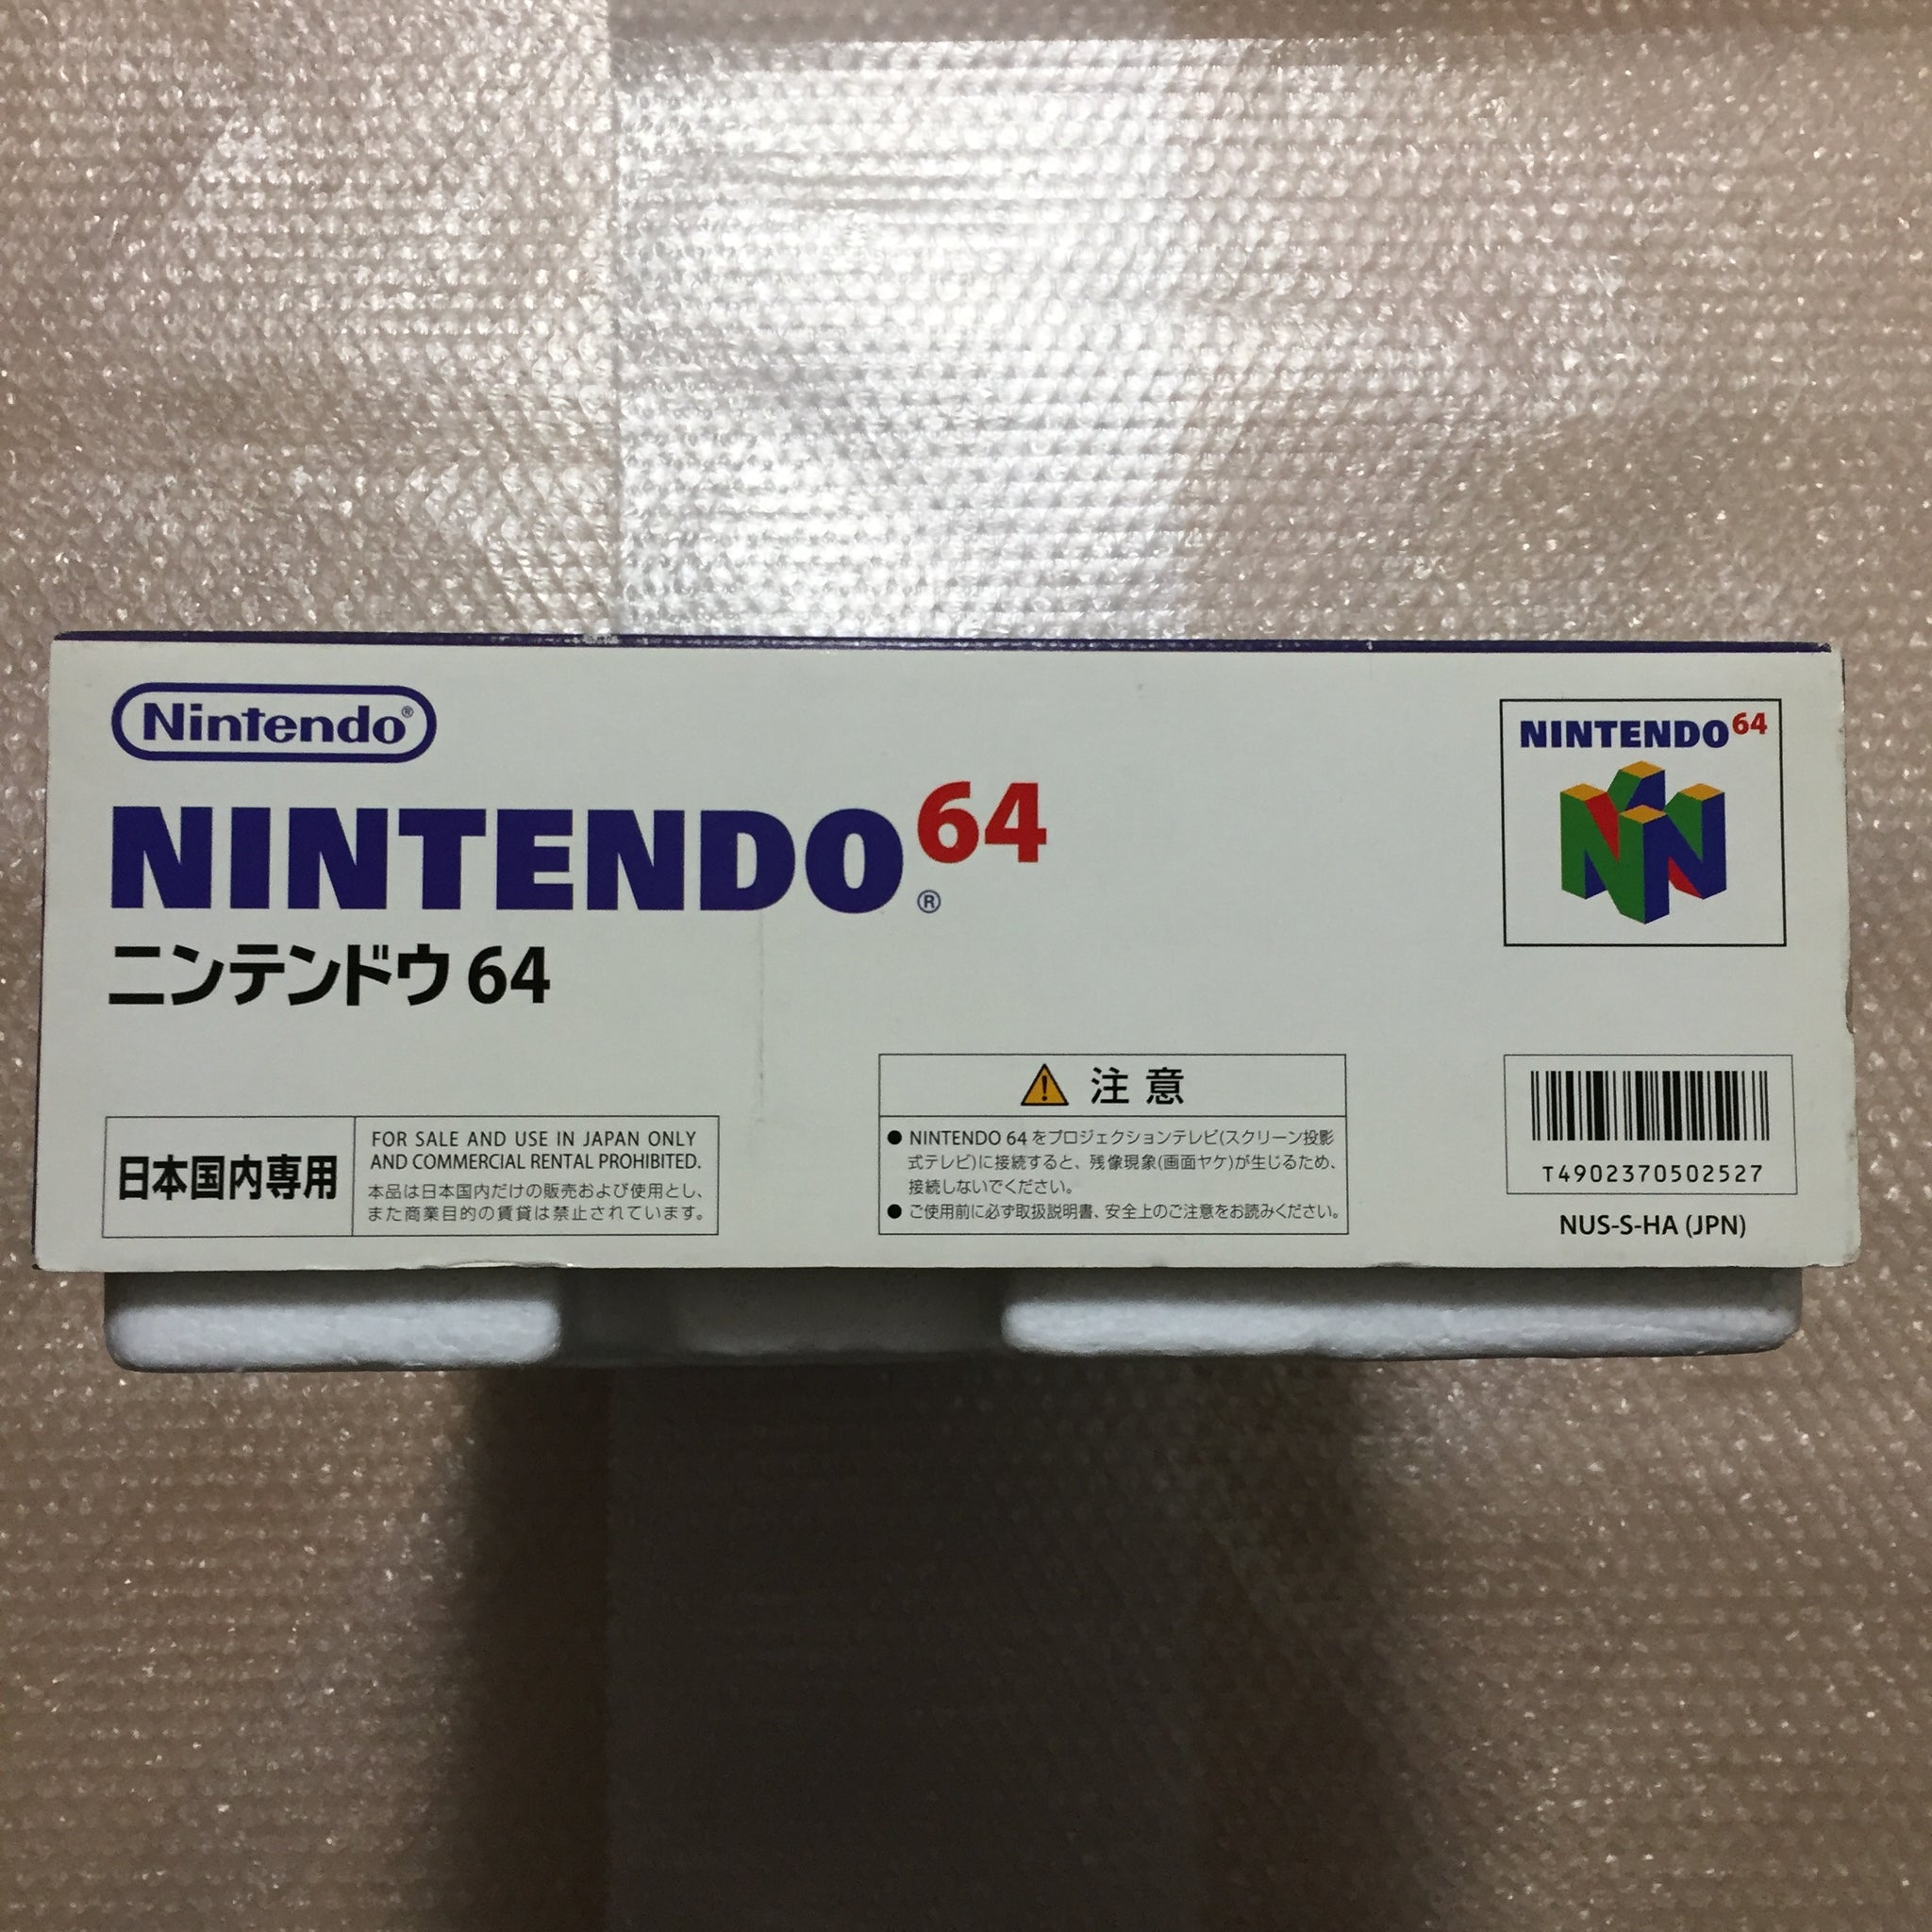 Nintendo®
NINTENDO64®
ニンテンドウ64
日本国内専用
FOR SALE AND USE IN JAPAN ONLY
AND COMMERCIAL RENTAL PROHIBITED.
本品は日本国内だけの販売および使用とし、
また商業目的の賃貸は禁止されています。
注意
● NINTENDO 64をプロジェクションテレビ(スクリーン投影
式テレビ)に接続すると、残像現象(画面ヤケ)が生じるため、
接続しないでください。
● ご使用前に必ず取扱説明書、安全上のご注意をお読みください。
NINTENDO64
T4902370502527
NUS-S-HA (JPN)